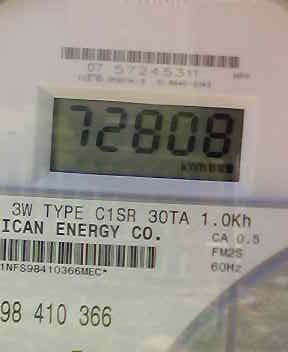 07 57245311
72808
3W TYPE C1SR 30TA 1.0Kh
ICAN ENERGY CO.
CA 0.5
FM2S
60Hz
1NFS98410366MEC*
98 410 366